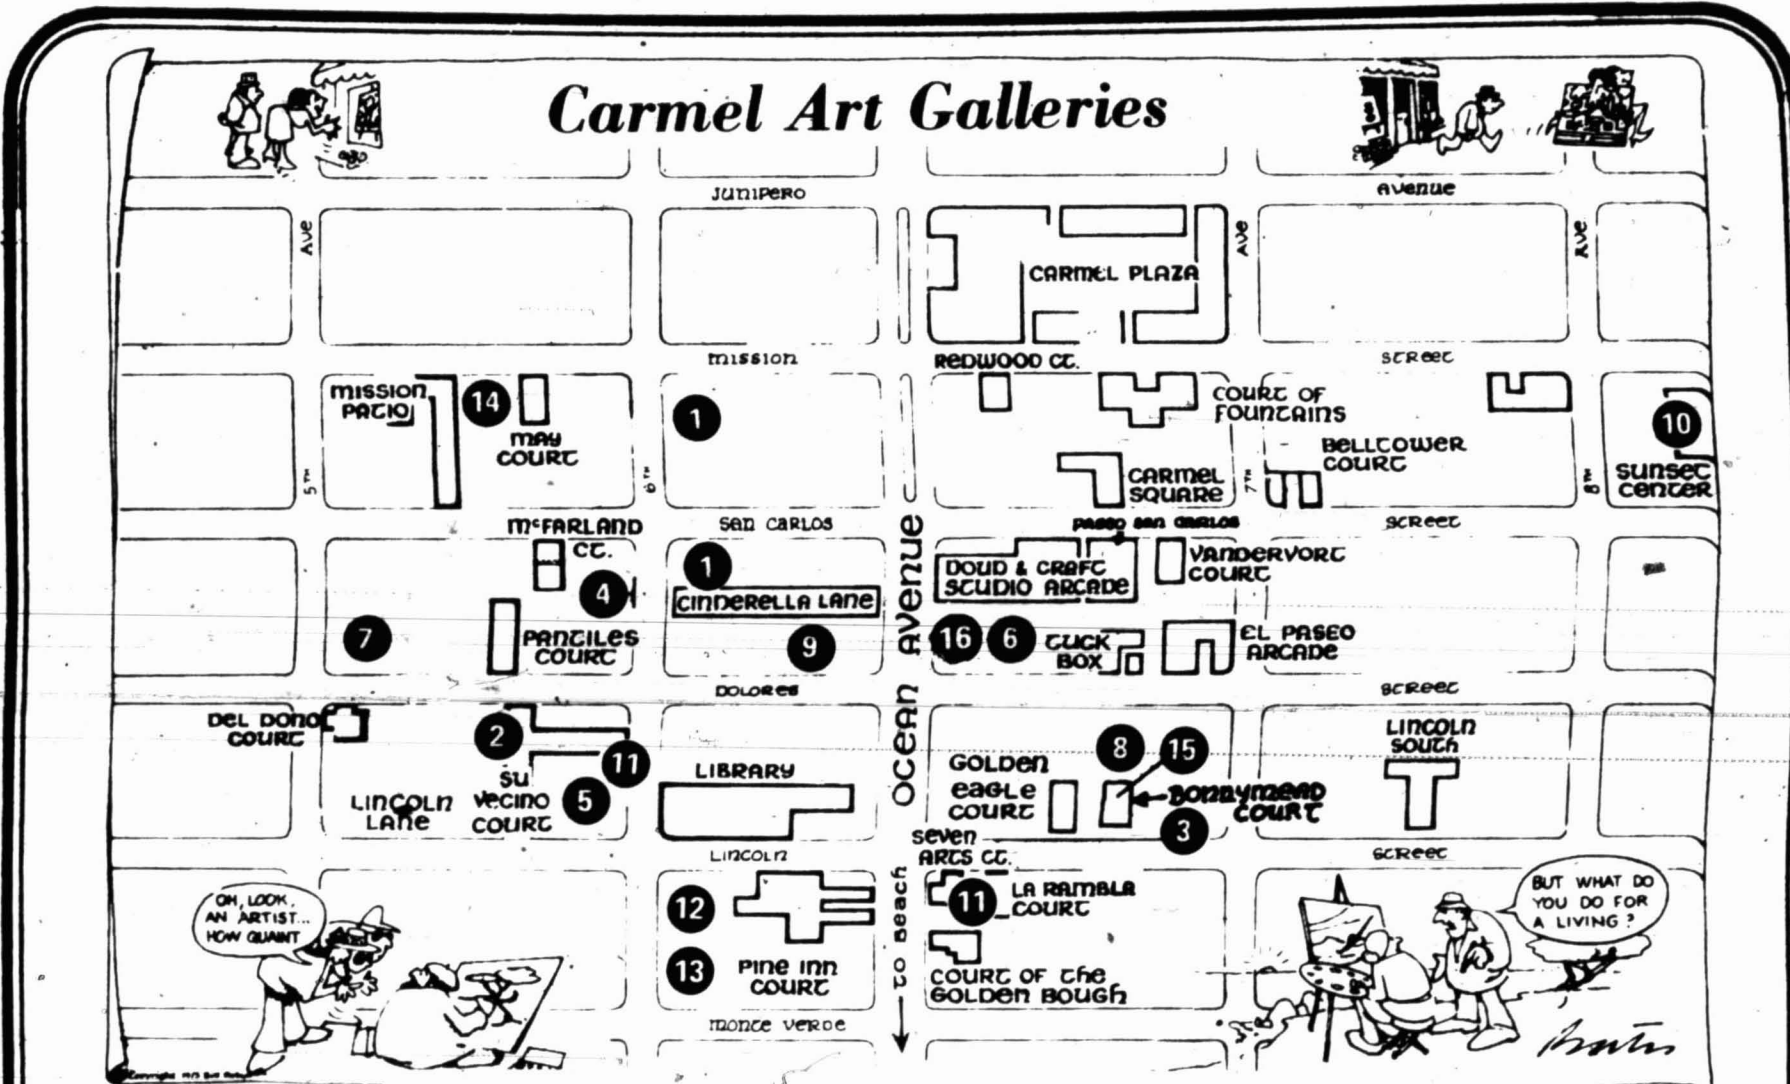 Carmel Art Galleries
JUNIPERO
AVENUE
AVE
AVE
AVE
CARMEL PLAZA
MISSION
REDWOOD CT.
STREET
MISSION
PATIO
14
MAY
COURT
1
COURT OF
FOUNTAINS
BELLTOWER
COURT
10
SUNSET
CENTER
5TH
6TH
CARMEL
SQUARE
7TH
8TH
McFARLAND
CT.
SAN CARLOS
PASEO SAN CARLOS
STREET
1
4
CINDERELLA LANE
DOUD & CRAFT
STUDIO ARCADE
VANDERVORT
COURT
7
PANTILES
COURT
9
OCEAN AVENUE
16
6
TUCK
BOX
EL PASEO
ARCADE
DOLORES
STREET
DEL DONO
COURT
2
11
SU
VECINO
COURT
5
LINCOLN
LANE
LIBRARY
GOLDEN
EAGLE
COURT
8
15
BONNYMEAD
COURT
3
LINCOLN
SOUTH
LINCOLN
SEVEN
ARTS CT.
STREET
OH, LOOK,
AN ARTIST...
HOW QUAINT
12
13
PINE INN
COURT
TO BEACH
11
LA RAMBLA
COURT
COURT OF THE
GOLDEN BOUGH
BUT WHAT DO
YOU DO FOR
A LIVING?
MONTE VERDE